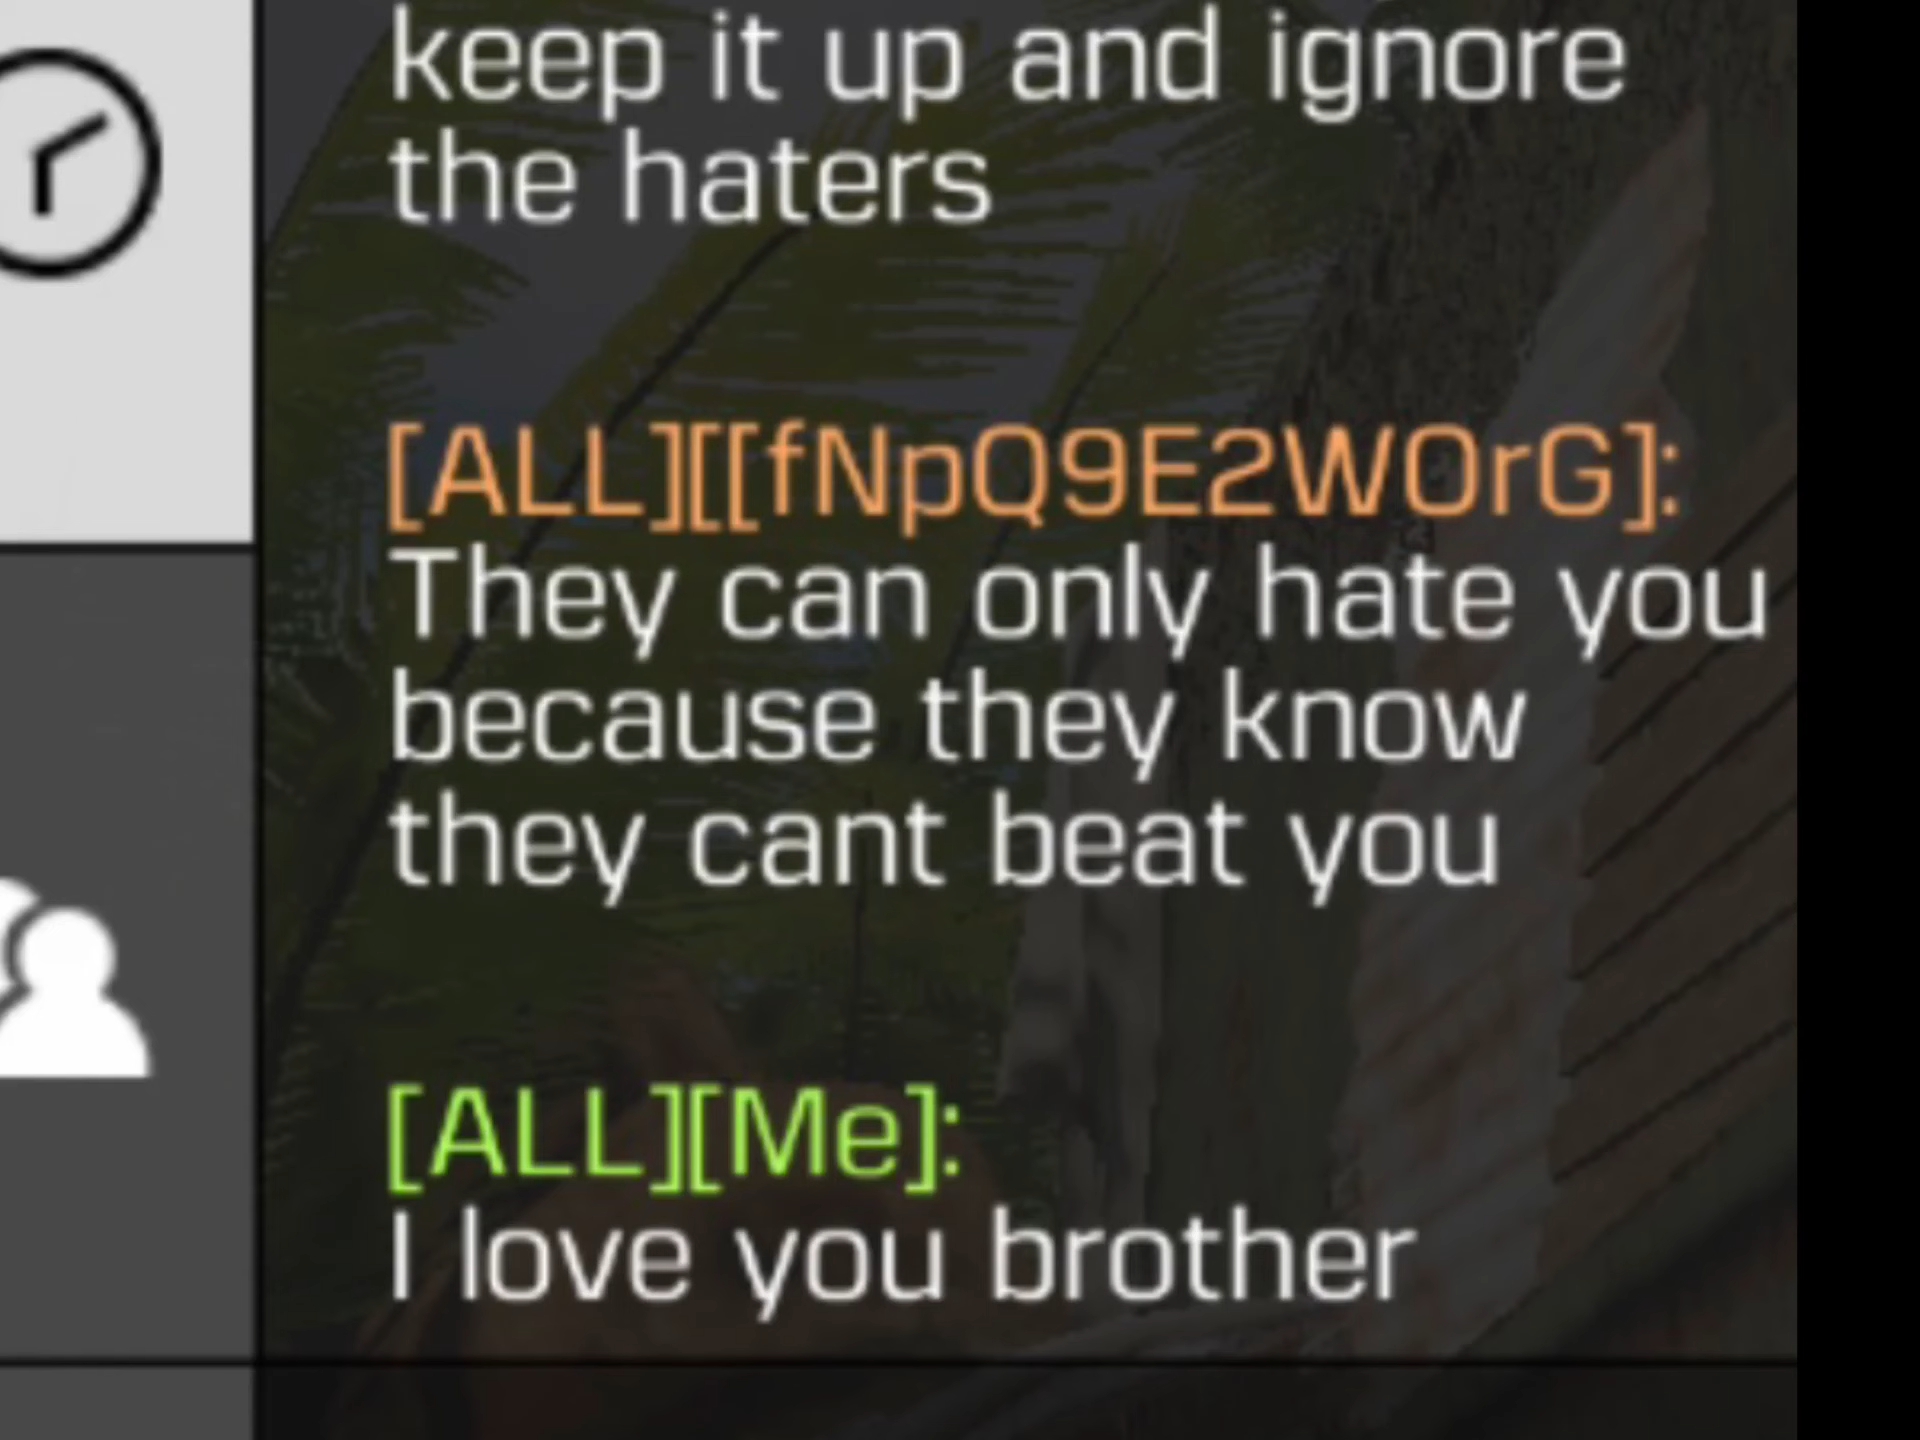 keep it up and ignore
the haters
[ALL][[fNpQ9E2W0rG]:
They can only hate you
because they know
they cant beat you
[ALL][Me]:
I love you brother